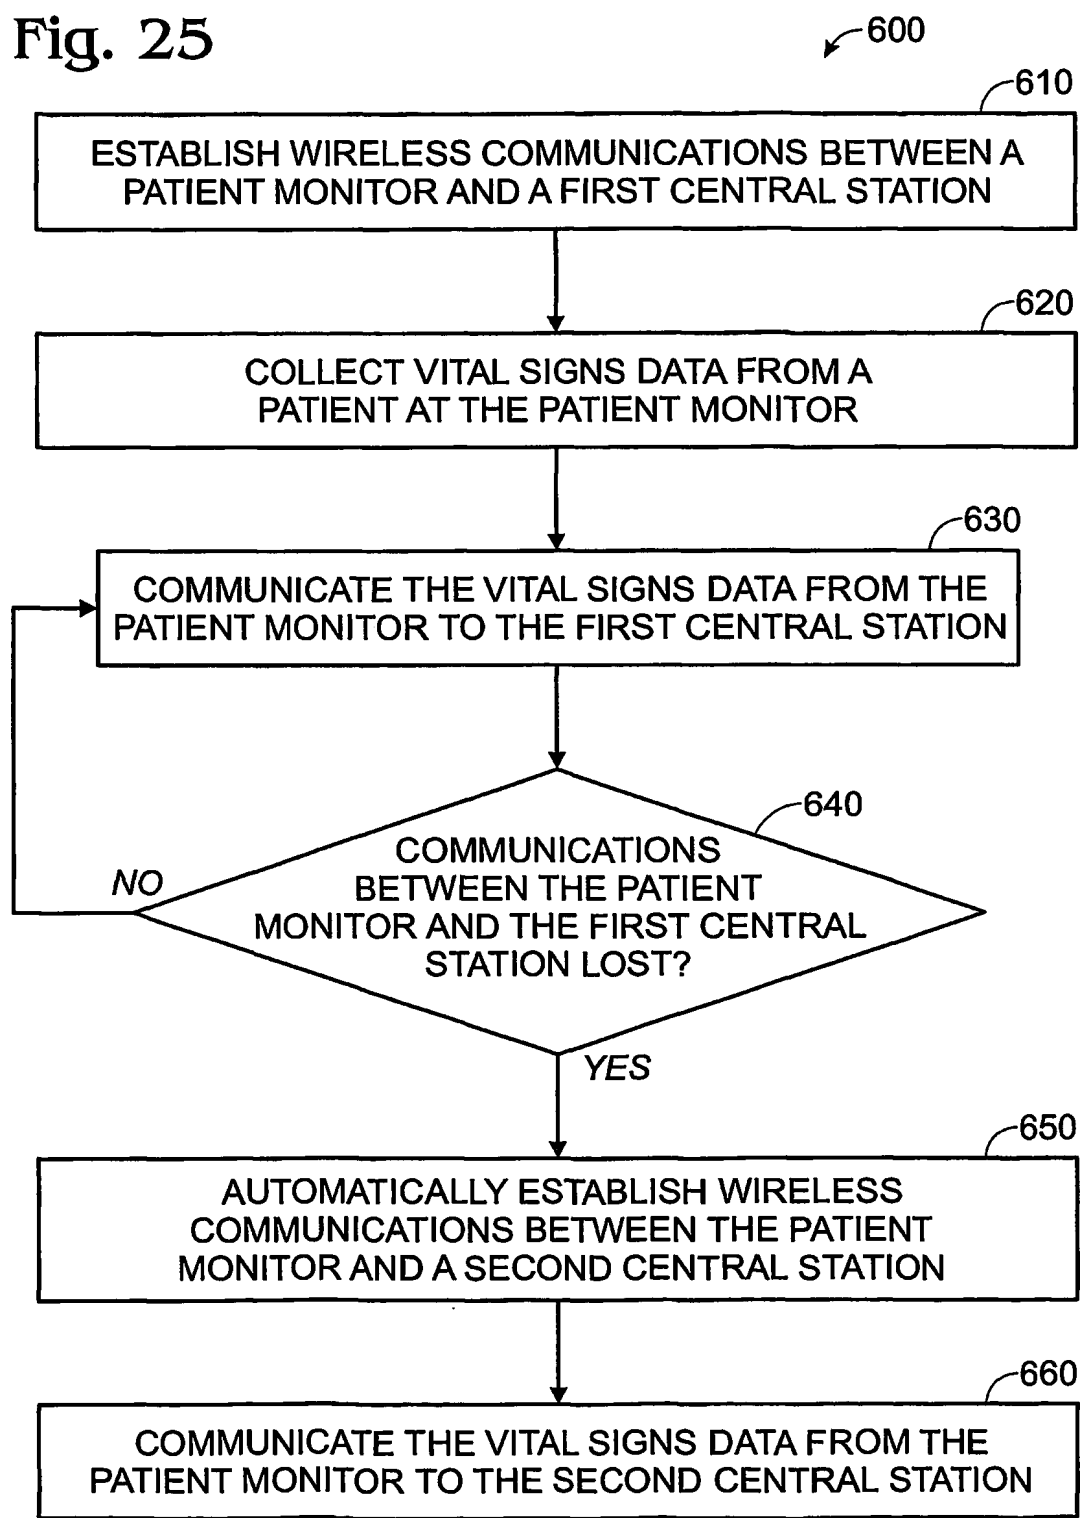 Fig. 25
600
610
ESTABLISH WIRELESS COMMUNICATIONS BETWEEN A
PATIENT MONITOR AND A FIRST CENTRAL STATION
620
COLLECT VITAL SIGNS DATA FROM A
PATIENT AT THE PATIENT MONITOR
630
COMMUNICATE THE VITAL SIGNS DATA FROM THE
PATIENT MONITOR TO THE FIRST CENTRAL STATION
640
COMMUNICATIONS
BETWEEN THE PATIENT
MONITOR AND THE FIRST CENTRAL
STATION LOST?
NO
YES
650
AUTOMATICALLY ESTABLISH WIRELESS
COMMUNICATIONS BETWEEN THE PATIENT
MONITOR AND A SECOND CENTRAL STATION
660
COMMUNICATE THE VITAL SIGNS DATA FROM THE
PATIENT MONITOR TO THE SECOND CENTRAL STATION